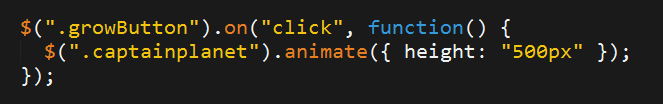 $(".growButton").on("click", function() {
  $(".captainplanet").animate({ height: "500px" });
});